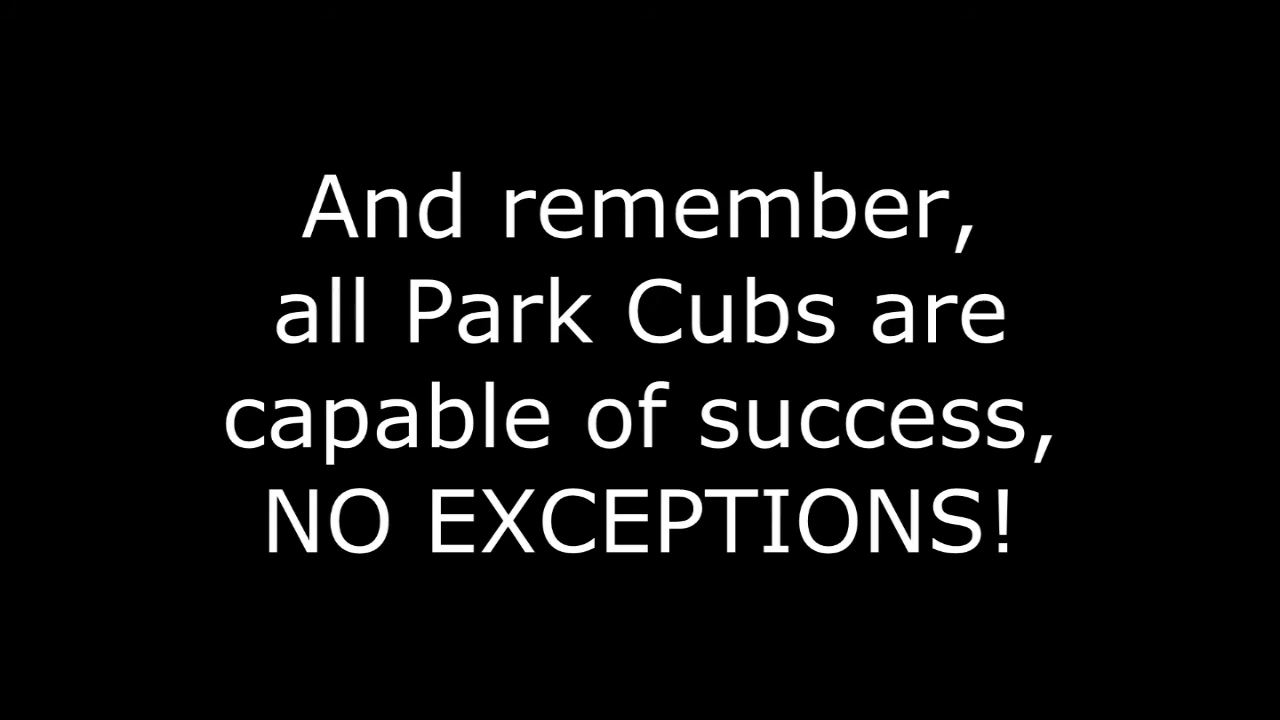 And remember,
all Park Cubs are
capable of success,
NO EXCEPTIONS!